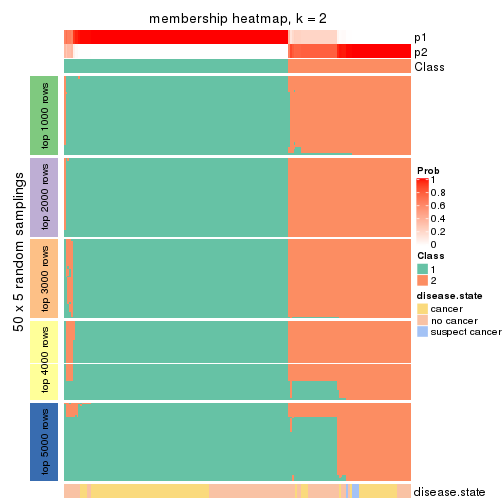 membership heatmap, k = 2
p1
p2
Class
50 x 5 random samplings
top 1000 rows
top 2000 rows
top 3000 rows
top 4000 rows
top 5000 rows
Prob
1
0.8
0.6
0.4
0.2
0
Class
1
2
disease.state
cancer
no cancer
suspect cancer
disease.state